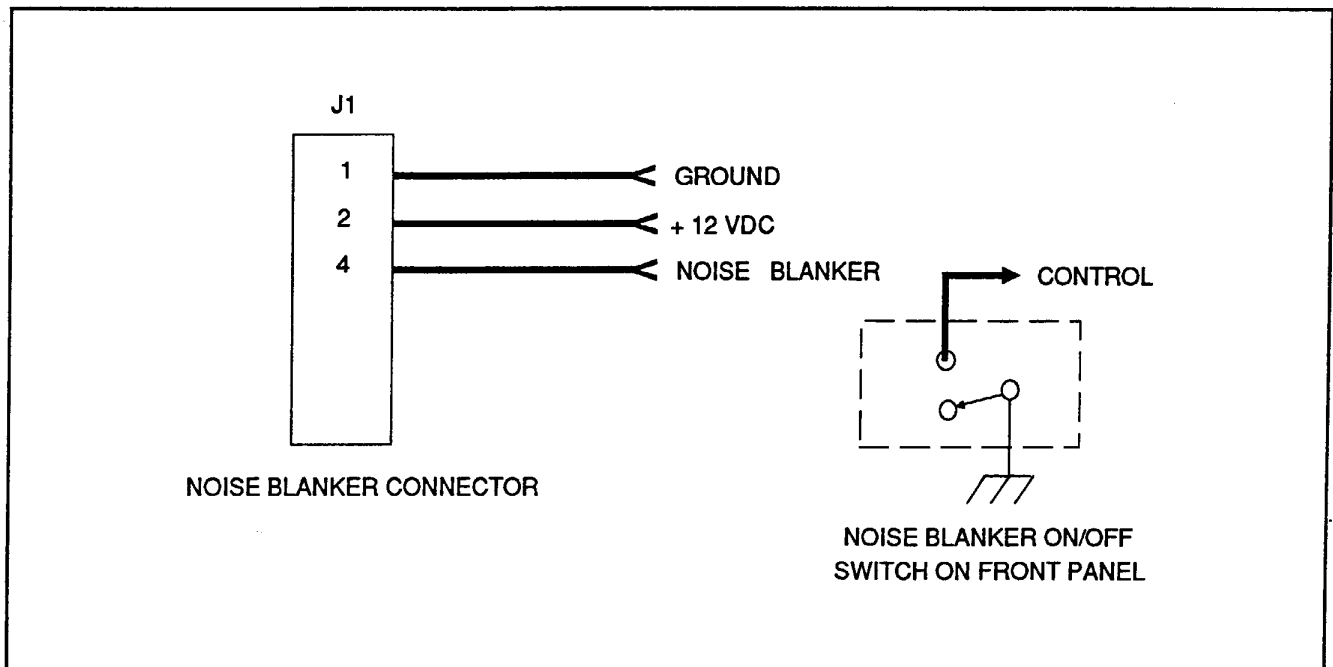 J1
1
GROUND
2
+ 12 VDC
4
NOISE BLANKER
CONTROL
NOISE BLANKER CONNECTOR
NOISE BLANKER ON/OFF
SWITCH ON FRONT PANEL